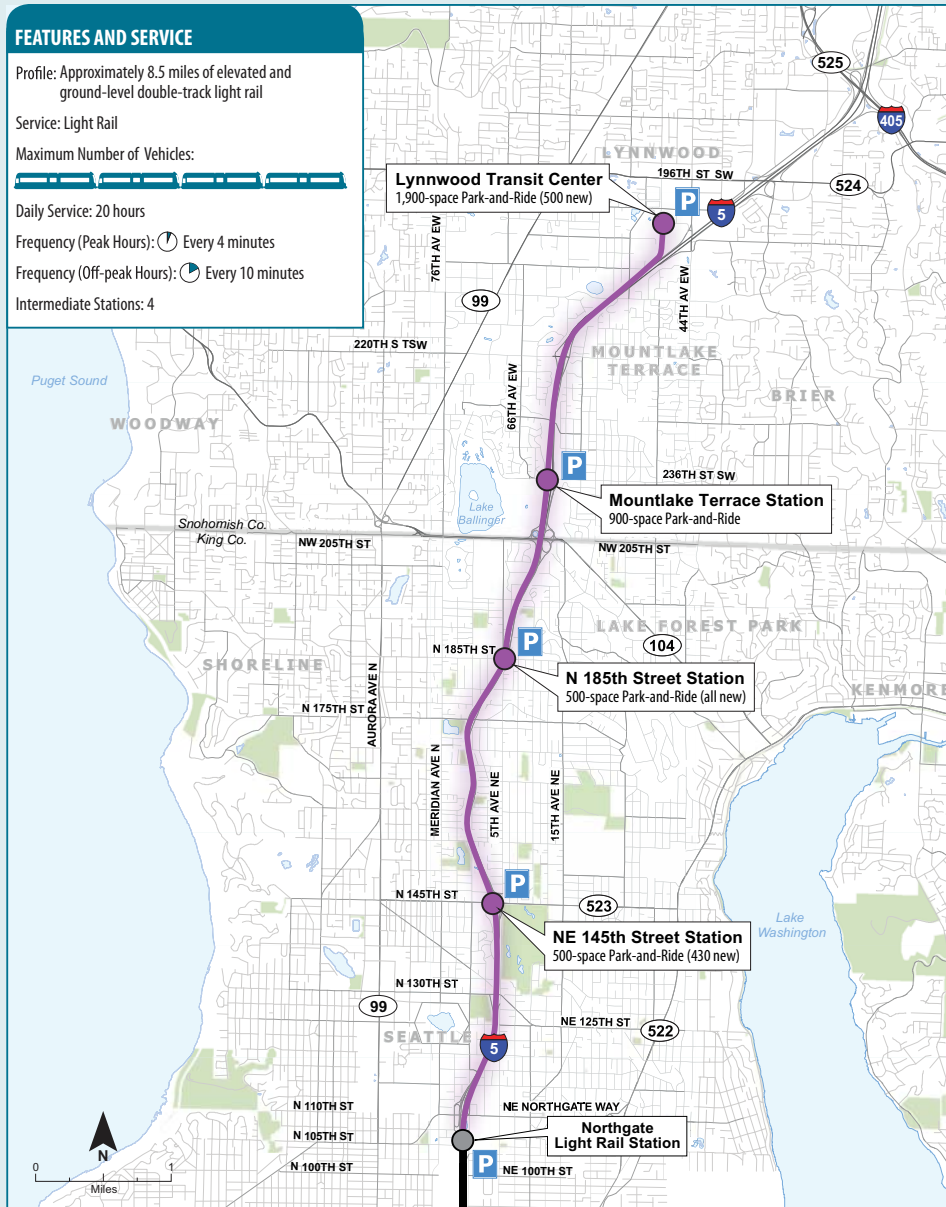 FEATURES AND SERVICE
Profile: Approximately 8.5 miles of elevated and
ground-level double-track light rail
Service: Light Rail
Maximum Number of Vehicles:
Daily Service: 20 hours
Frequency (Peak Hours): Every 4 minutes
Frequency (Off-peak Hours): Every 10 minutes
Intermediate Stations: 4
525
405
LYNNWOOD
196TH ST SW
524
Lynnwood Transit Center
1,900-space Park-and-Ride (500 new)
P
5
76TH AV EW
99
44TH AV EW
220TH S TSW
MOUNTLAKE
TERRACE
Puget Sound
66TH AV EW
BRIER
WOODWAY
P
236TH ST SW
Mountlake Terrace Station
900-space Park-and-Ride
Lake
Ballinger
Snohomish Co.
King Co.
NW 205TH ST
NW 205TH ST
LAKE FOREST PARK
104
P
N 185TH ST
SHORELINE
N 185th Street Station
500-space Park-and-Ride (all new)
KENMORE
N 175TH ST
AURORA AVE N
MERIDIAN AVE N
5TH AVE NE
15TH AVE NE
P
N 145TH ST
523
Lake
Washington
NE 145th Street Station
500-space Park-and-Ride (430 new)
N 130TH ST
99
NE 125TH ST
522
SEATTLE
5
N 110TH ST
NE NORTHGATE WAY
Northgate
Light Rail Station
N 105TH ST
N 100TH ST
P
NE 100TH ST
N
0 1
Miles